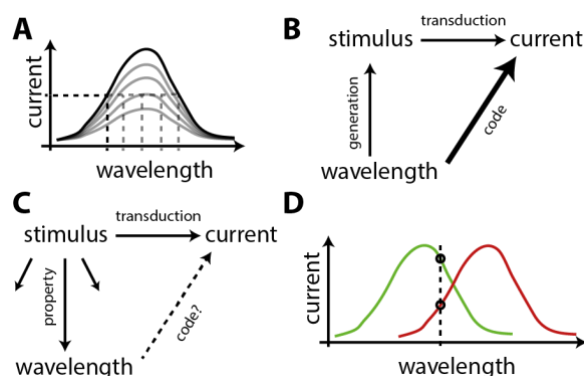 A
current
wavelength
B
transduction
stimulus
current
generation
code
wavelength
C
transduction
stimulus
current
property
code?
wavelength
D
current
wavelength